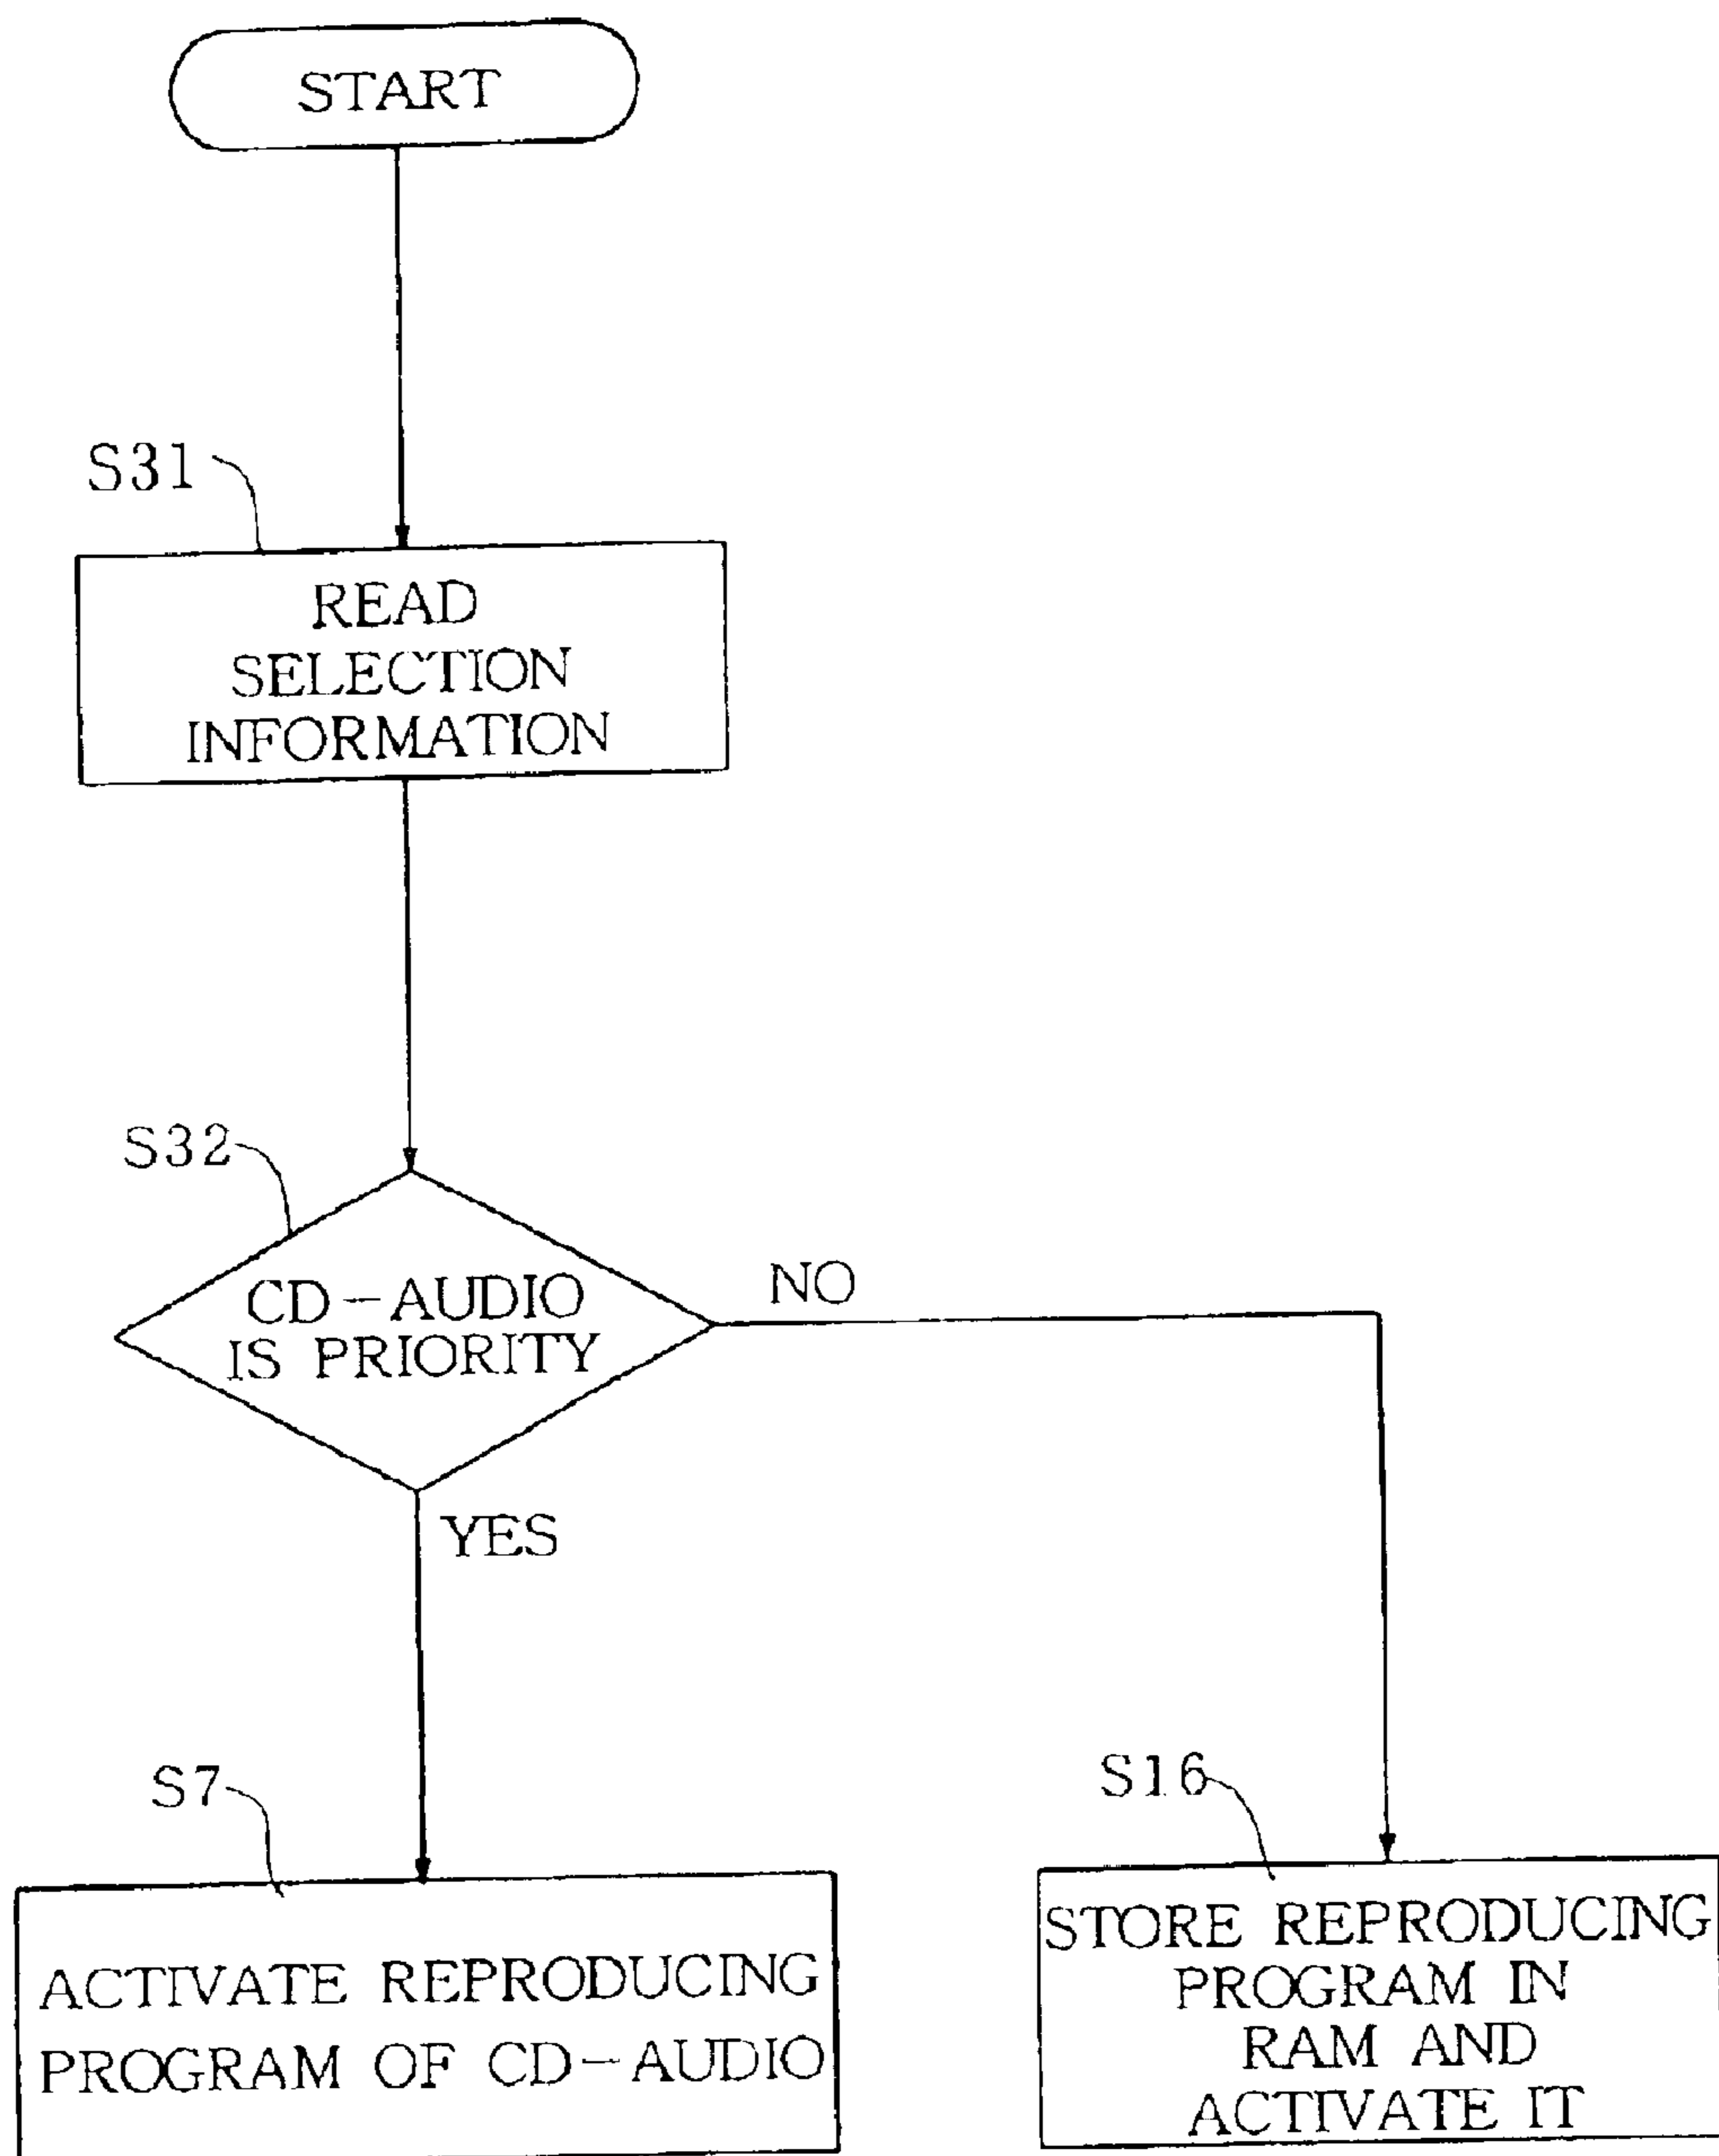 START
S31
READ
SELECTION
INFORMATION
S32
CD-AUDIO
IS PRIORITY
NO
YES
S7
ACTIVATE REPRODUCING
PROGRAM OF CD-AUDIO
S16
STORE REPRODUCING
PROGRAM IN
RAM AND
ACTIVATE IT